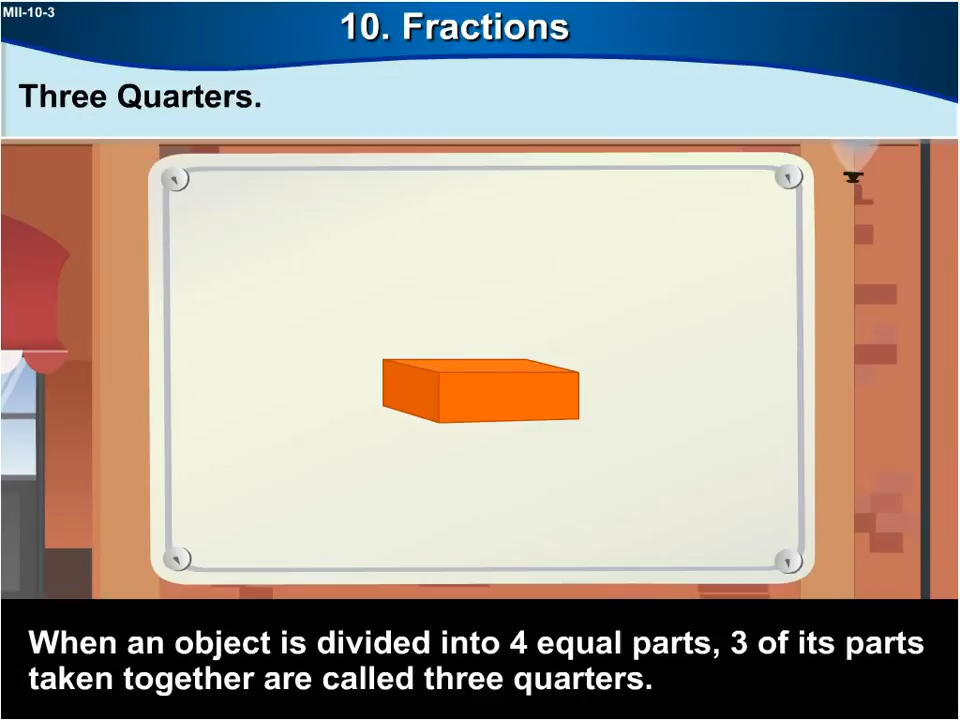 MII-10-3
10. Fractions
Three Quarters.
When an object is divided into 4 equal parts, 3 of its parts
taken together are called three quarters.